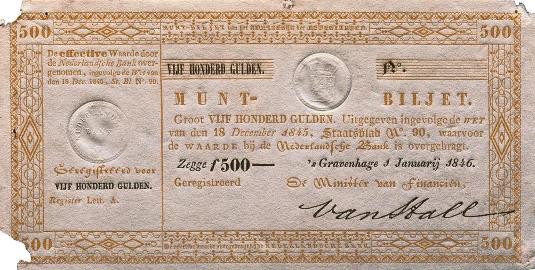 500
500
De effective Waarde door
de Nederlandsche Bank over-
genomen, ingevolge de Wet van
den 18 Dec. 1845, St. Bl N.º 90.
Geregistreerd voor
VIJF HONDERD GULDEN.
Register Lett. A.
VIJF HONDERD GULDEN.
Nº.
MUNT-BILJET.
Groot VIJF HONDERD GULDEN. Uitgegeven ingevolge de WET
van den 18 December 1845, Staatsblad Nº. 90, waarvoor
de WAARDE bij de Nederlandsche Bank is overgebragt.
Zegge f 500—
's Gravenhage 1 Januarij 1846.
Geregistreerd
De Minister van Financiën,
van Hall
500
500